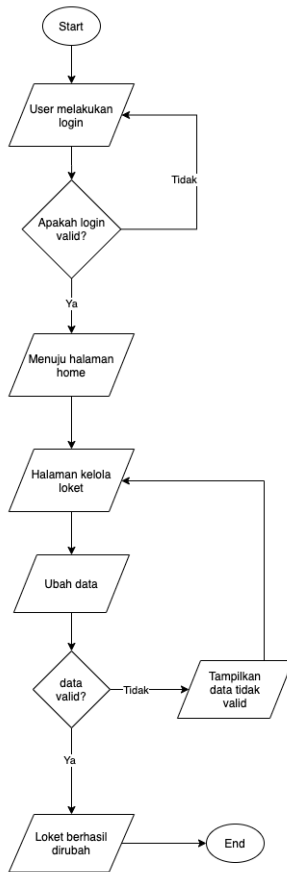 Start
User melakukan
login
Tidak
Apakah login
valid?
Ya
Menuju halaman
home
Halaman kelola
loket
Ubah data
data
valid?
Tidak
Tampilkan
data tidak
valid
Ya
Loket berhasil
dirubah
End